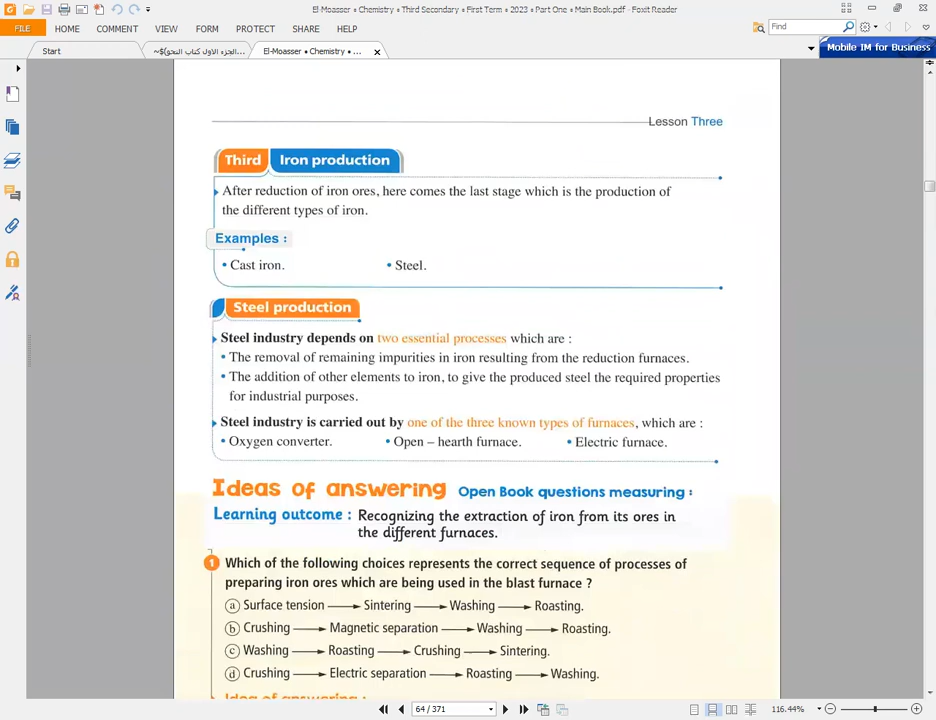 El-Moasser • Chemistry • Third Secondary • First Term • 2023 • Part One • Main Book.pdf - Foxit Reader
FILE HOME COMMENT VIEW FORM PROTECT SHARE HELP Find
Start ~$الجزء الاول كتاب النحو)... El-Moasser • Chemistry • ... Mobile IM for Business
Lesson Three
Third Iron production
After reduction of iron ores, here comes the last stage which is the production of
the different types of iron.
Examples :
• Cast iron. • Steel.
Steel production
Steel industry depends on two essential processes which are :
• The removal of remaining impurities in iron resulting from the reduction furnaces.
• The addition of other elements to iron, to give the produced steel the required properties
for industrial purposes.
Steel industry is carried out by one of the three known types of furnaces, which are :
• Oxygen converter. • Open – hearth furnace. • Electric furnace.
Ideas of answering Open Book questions measuring :
Learning outcome : Recognizing the extraction of iron from its ores in
the different furnaces.
1 Which of the following choices represents the correct sequence of processes of
preparing iron ores which are being used in the blast furnace ?
a Surface tension → Sintering → Washing → Roasting.
b Crushing → Magnetic separation → Washing → Roasting.
c Washing → Roasting → Crushing → Sintering.
d Crushing → Electric separation → Roasting → Washing.
Idea of answering :
64 / 371 116.44%